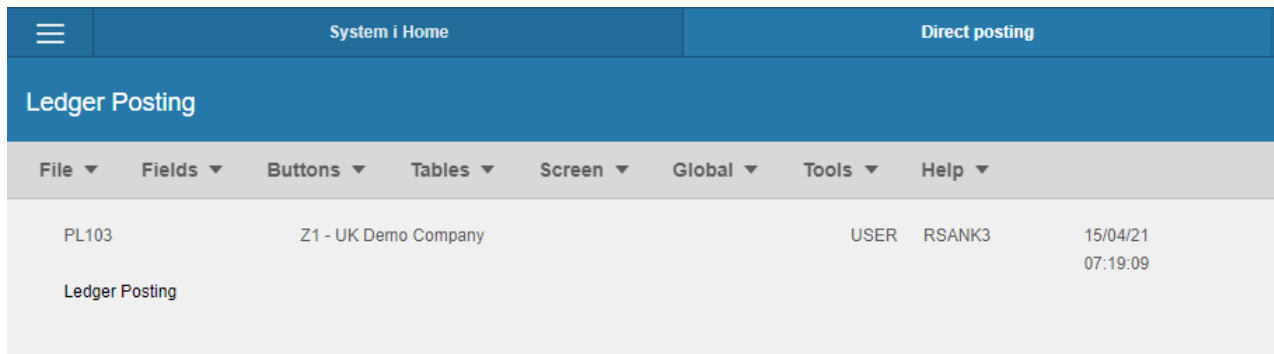 System i Home Direct posting
Ledger Posting
File Fields Buttons Tables Screen Global Tools Help
PL103 Z1 - UK Demo Company USER RSANK3 15/04/21
07:19:09
Ledger Posting